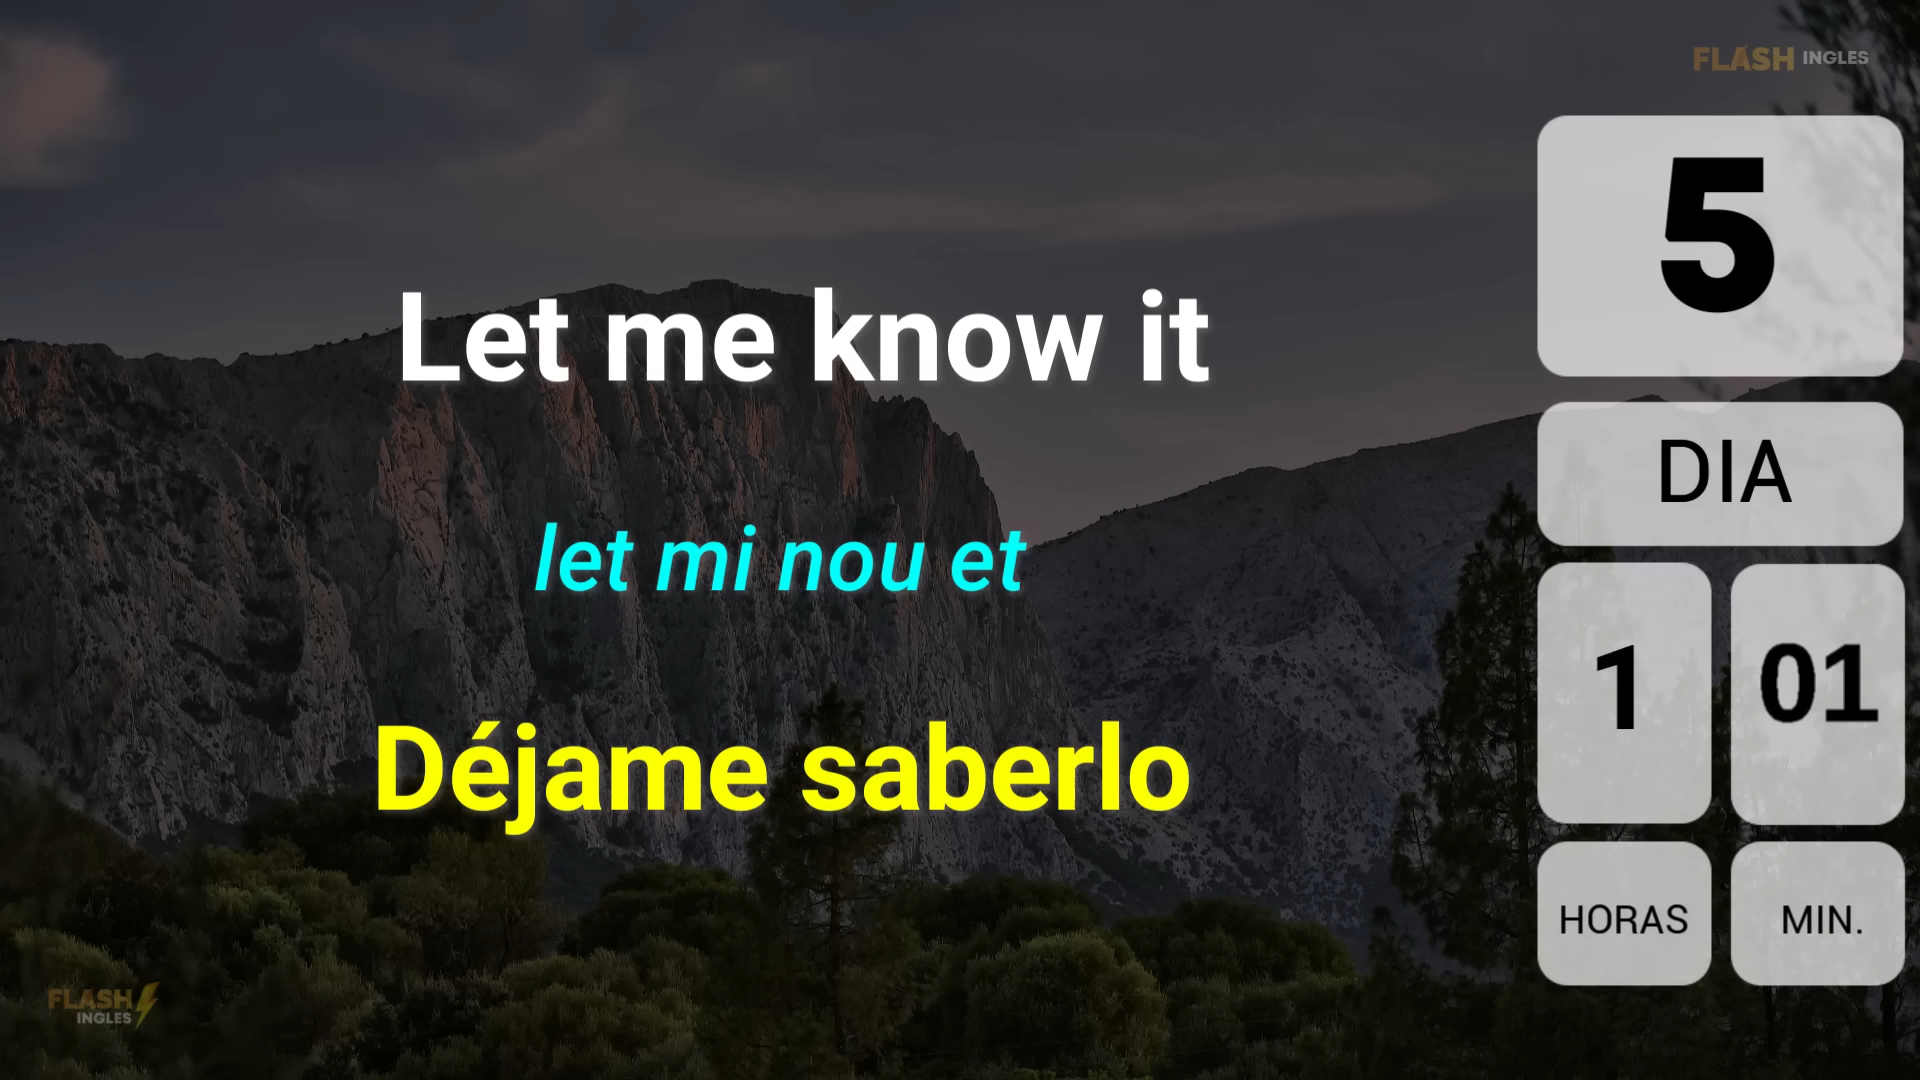 FLASH INGLES
5
Let me know it
DIA
let mi nou et
1 01
Déjame saberlo
HORAS MIN.
FLASH
INGLES